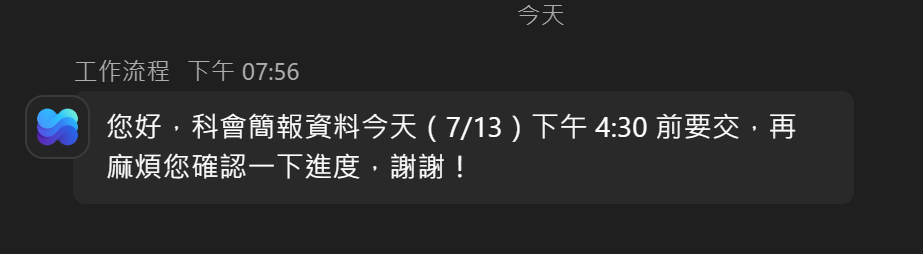 今天
工作流程 下午 07:56
您好，科會簡報資料今天（7/13）下午 4:30 前要交，再
麻煩您確認一下進度，謝謝！